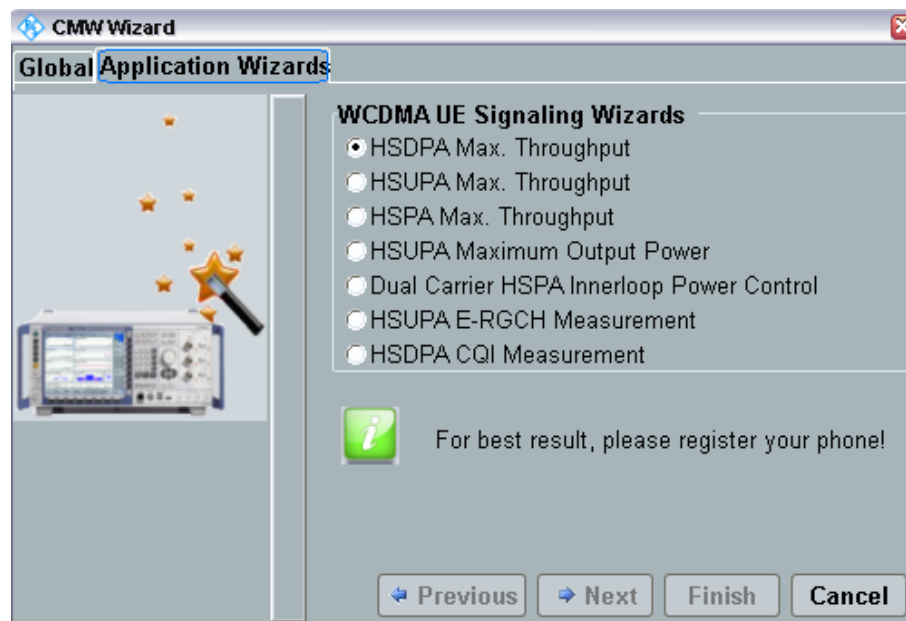 CMW Wizard
Global Application Wizards
WCDMA UE Signaling Wizards
HSDPA Max. Throughput
HSUPA Max. Throughput
HSPA Max. Throughput
HSUPA Maximum Output Power
Dual Carrier HSPA Innerloop Power Control
HSUPA E-RGCH Measurement
HSDPA CQI Measurement
For best result, please register your phone!
Previous Next Finish Cancel